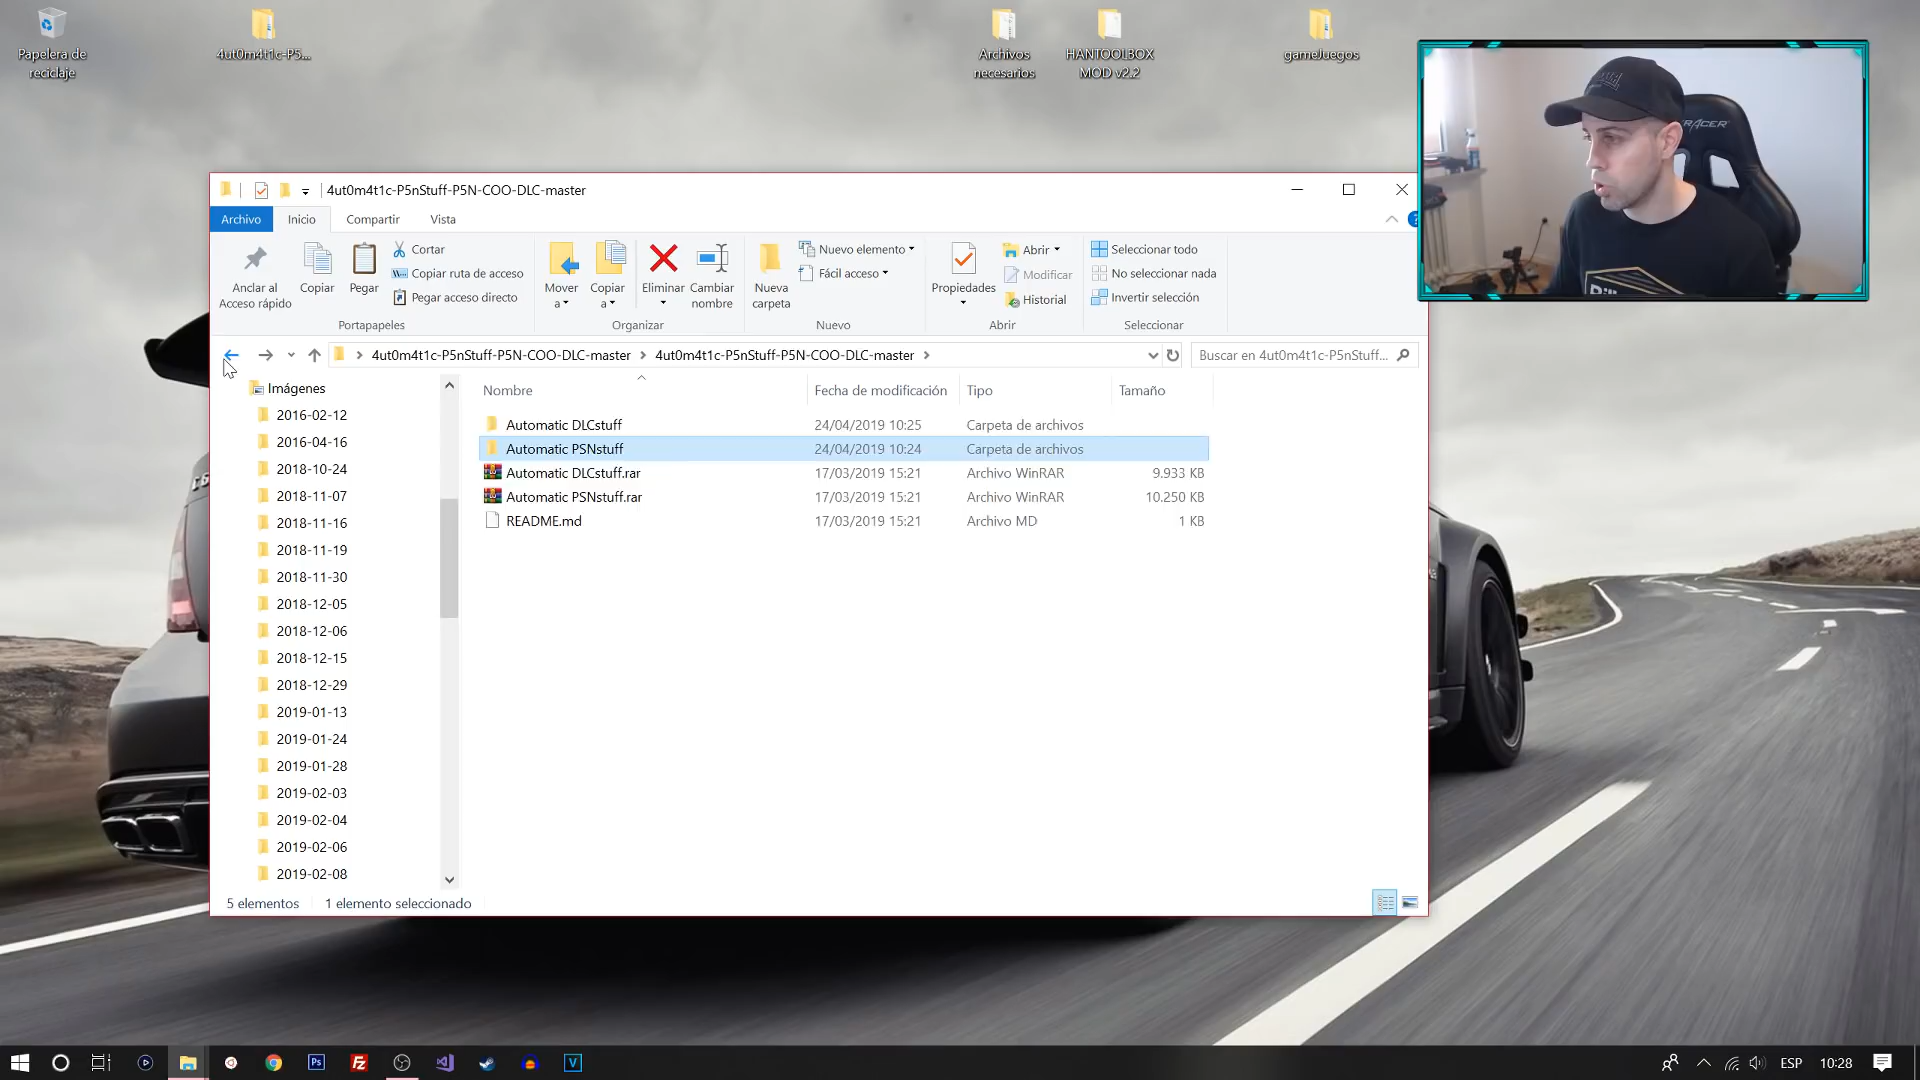 Papelera de
reciclaje
4ut0m4t1c-P5...
Archivos
necesarios
HANTOOLBOX
MOD v2.2
gameJuegos
4ut0m4t1c-P5nStuff-P5N-COO-DLC-master
Archivo
Inicio
Compartir
Vista
Anclar al
Acceso rápido
Copiar
Pegar
Cortar
Copiar ruta de acceso
Pegar acceso directo
Portapapeles
Mover
a
Copiar
a
Eliminar
Cambiar
nombre
Organizar
Nueva
carpeta
Nuevo elemento
Fácil acceso
Nuevo
Propiedades
Abrir
Modificar
Historial
Abrir
Seleccionar todo
No seleccionar nada
Invertir selección
Seleccionar
4ut0m4t1c-P5nStuff-P5N-COO-DLC-master
4ut0m4t1c-P5nStuff-P5N-COO-DLC-master
Buscar en 4ut0m4t1c-P5nStuff...
Imágenes
2016-02-12
2016-04-16
2018-10-24
2018-11-07
2018-11-16
2018-11-19
2018-11-30
2018-12-05
2018-12-06
2018-12-15
2018-12-29
2019-01-13
2019-01-24
2019-01-28
2019-02-03
2019-02-04
2019-02-06
2019-02-08
Nombre Fecha de modificación Tipo Tamaño
Automatic DLCstuff 24/04/2019 10:25 Carpeta de archivos
Automatic PSNstuff 24/04/2019 10:24 Carpeta de archivos
Automatic DLCstuff.rar 17/03/2019 15:21 Archivo WinRAR 9.933 KB
Automatic PSNstuff.rar 17/03/2019 15:21 Archivo WinRAR 10.250 KB
README.md 17/03/2019 15:21 Archivo MD 1 KB
5 elementos
1 elemento seleccionado
Ps
Fz
V
ESP
10:28